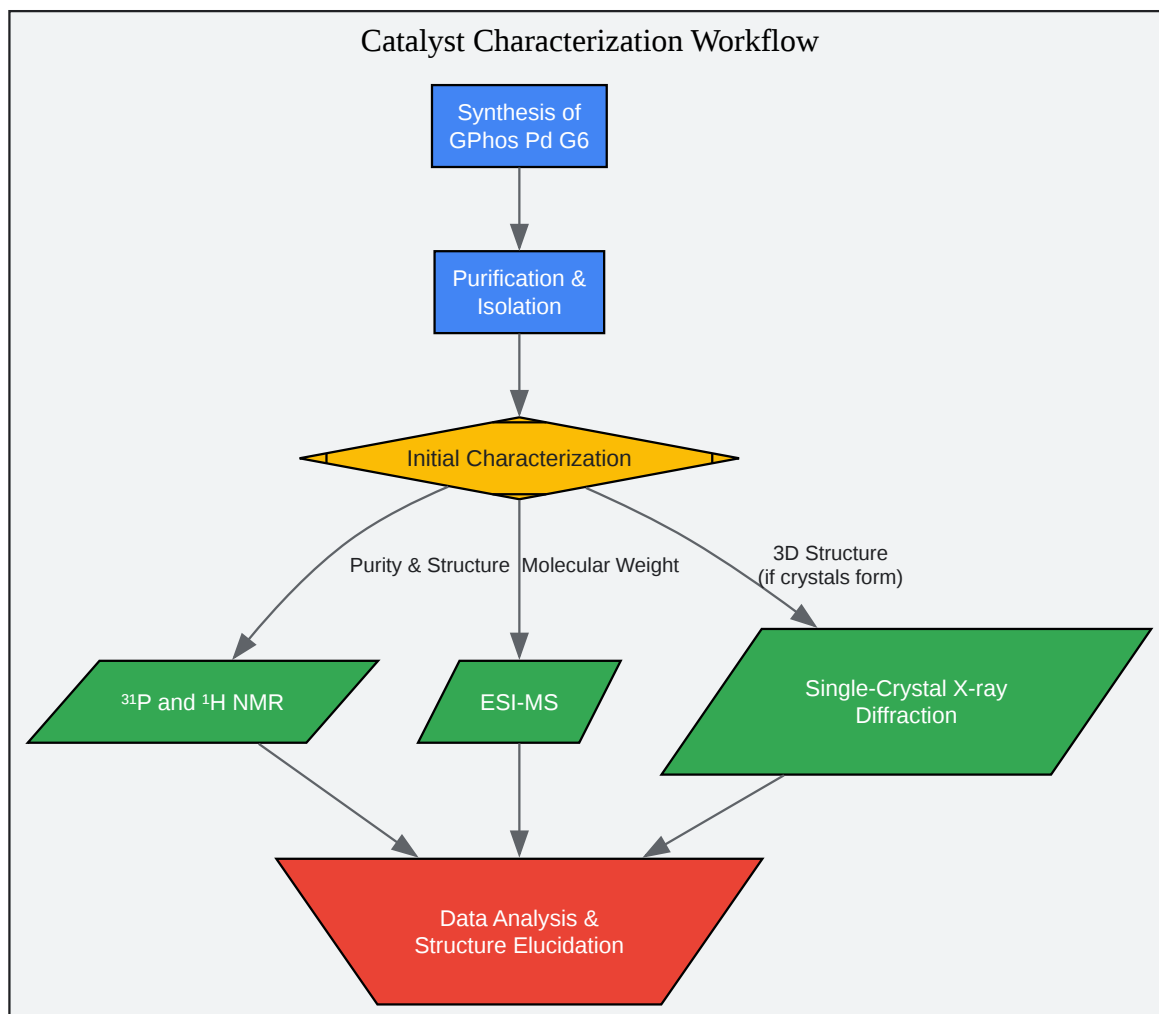 Catalyst Characterization Workflow
Synthesis of
GPhos Pd G6
Purification &
Isolation
Initial Characterization
Purity & Structure
Molecular Weight
3D Structure
(if crystals form)
³¹P and ¹H NMR
ESI-MS
Single-Crystal X-ray
Diffraction
Data Analysis &
Structure Elucidation